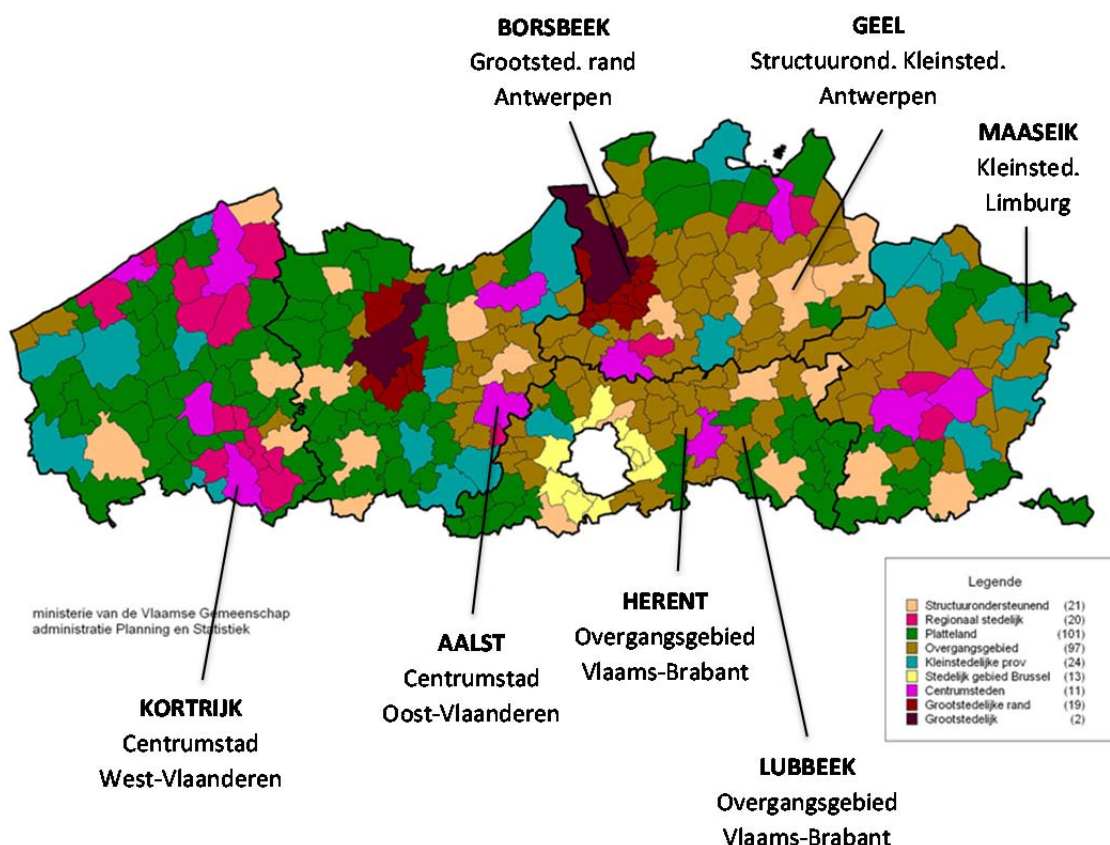 BORSBEEK
Grootsted. rand
Antwerpen
GEEL
Structuurond. Kleinsted.
Antwerpen
MAASEIK
Kleinsted.
Limburg
ministerie van de Vlaamse Gemeenschap
administratie Planning en Statistiek
KORTRIJK
Centrumstad
West-Vlaanderen
AALST
Centrumstad
Oost-Vlaanderen
HERENT
Overgangsgebied
Vlaams-Brabant
LUBBEEK
Overgangsgebied
Vlaams-Brabant
Legende
Structuurondersteunend (21)
Regionaal stedelijk (20)
Platteland (101)
Overgangsgebied (97)
Kleinstedelijke prov (24)
Stedelijk gebied Brussel (13)
Centrumsteden (11)
Grootstedelijke rand (19)
Grootstedelijk (2)